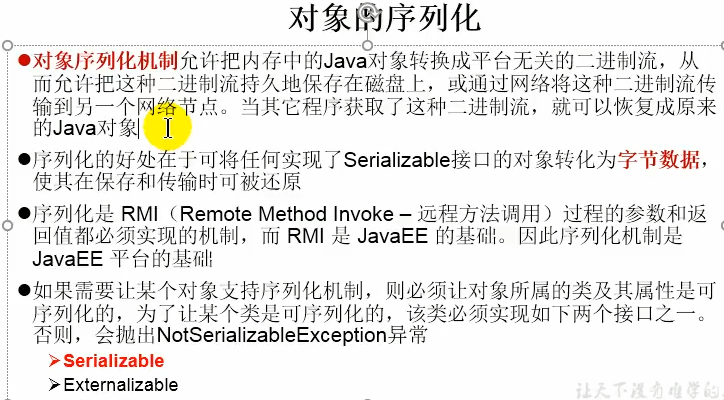 对象的序列化
●对象序列化机制允许把内存中的Java对象转换成平台无关的二进制流，从
而允许把这种二进制流持久地保存在磁盘上，或通过网络将这种二进制流传
输到另一个网络节点。当其它程序获取了这种二进制流，就可以恢复成原来
的Java对象
●序列化的好处在于可将任何实现了Serializable接口的对象转化为字节数据，
使其在保存和传输时可被还原
●序列化是 RMI（Remote Method Invoke – 远程方法调用）过程的参数和返
回值都必须实现的机制，而 RMI 是 JavaEE 的基础。因此序列化机制是
JavaEE 平台的基础
●如果需要让某个对象支持序列化机制，则必须让对象所属的类及其属性是可
序列化的，为了让某个类是可序列化的，该类必须实现如下两个接口之一。
否则，会抛出NotSerializableException异常
➢Serializable
➢Externalizable
让天下没有难学的